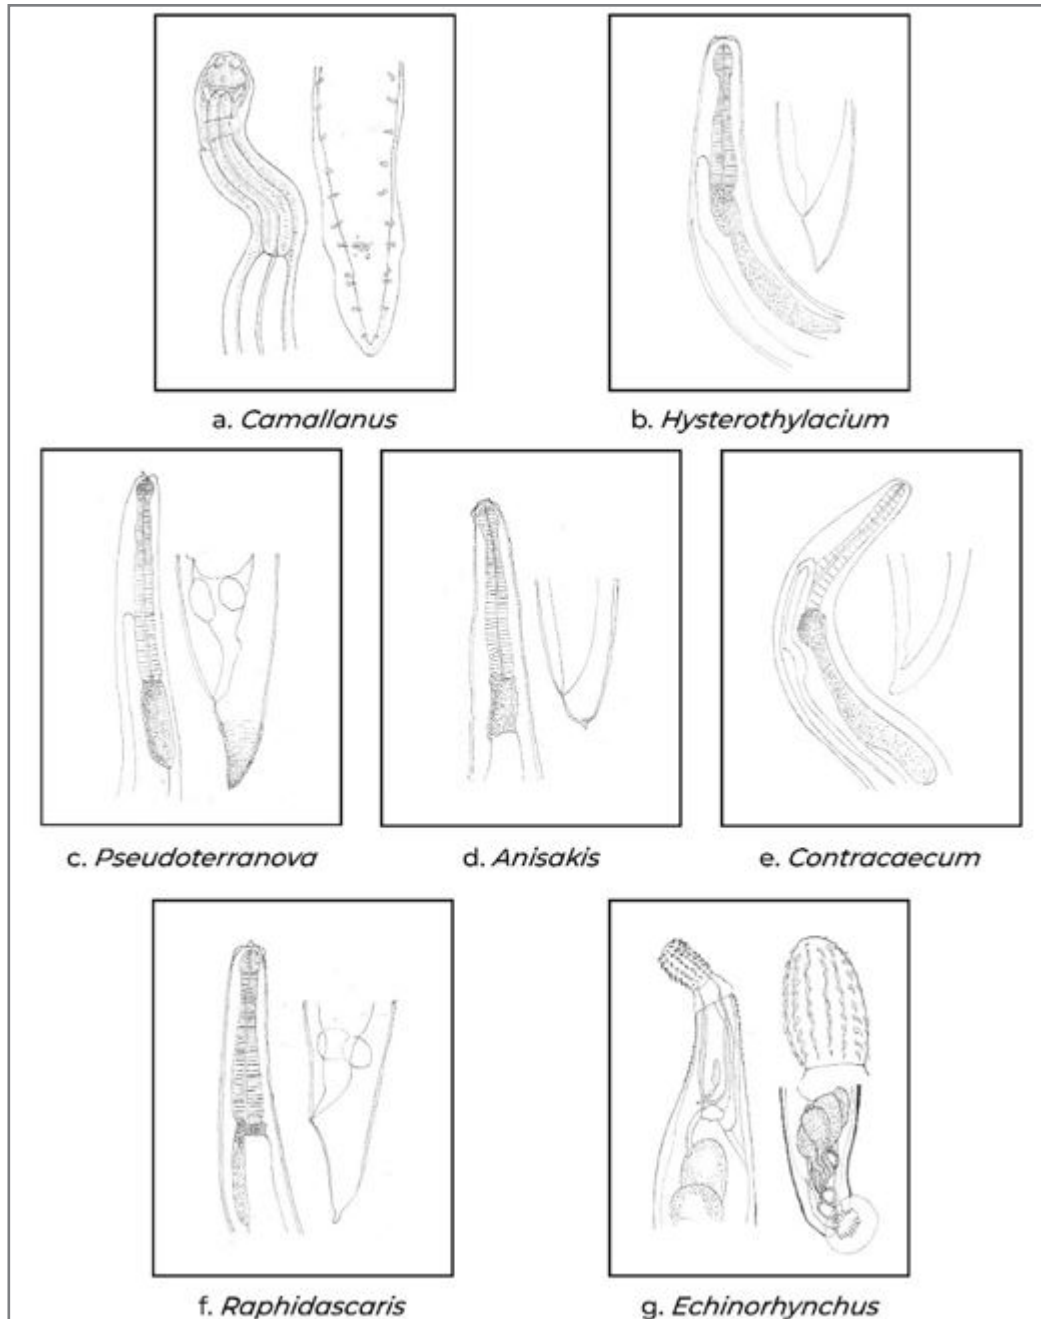 a. Camallanus
b. Hysterothylacium
c. Pseudoterranova
d. Anisakis
e. Contracaecum
f. Raphidascaris
g. Echinorhynchus